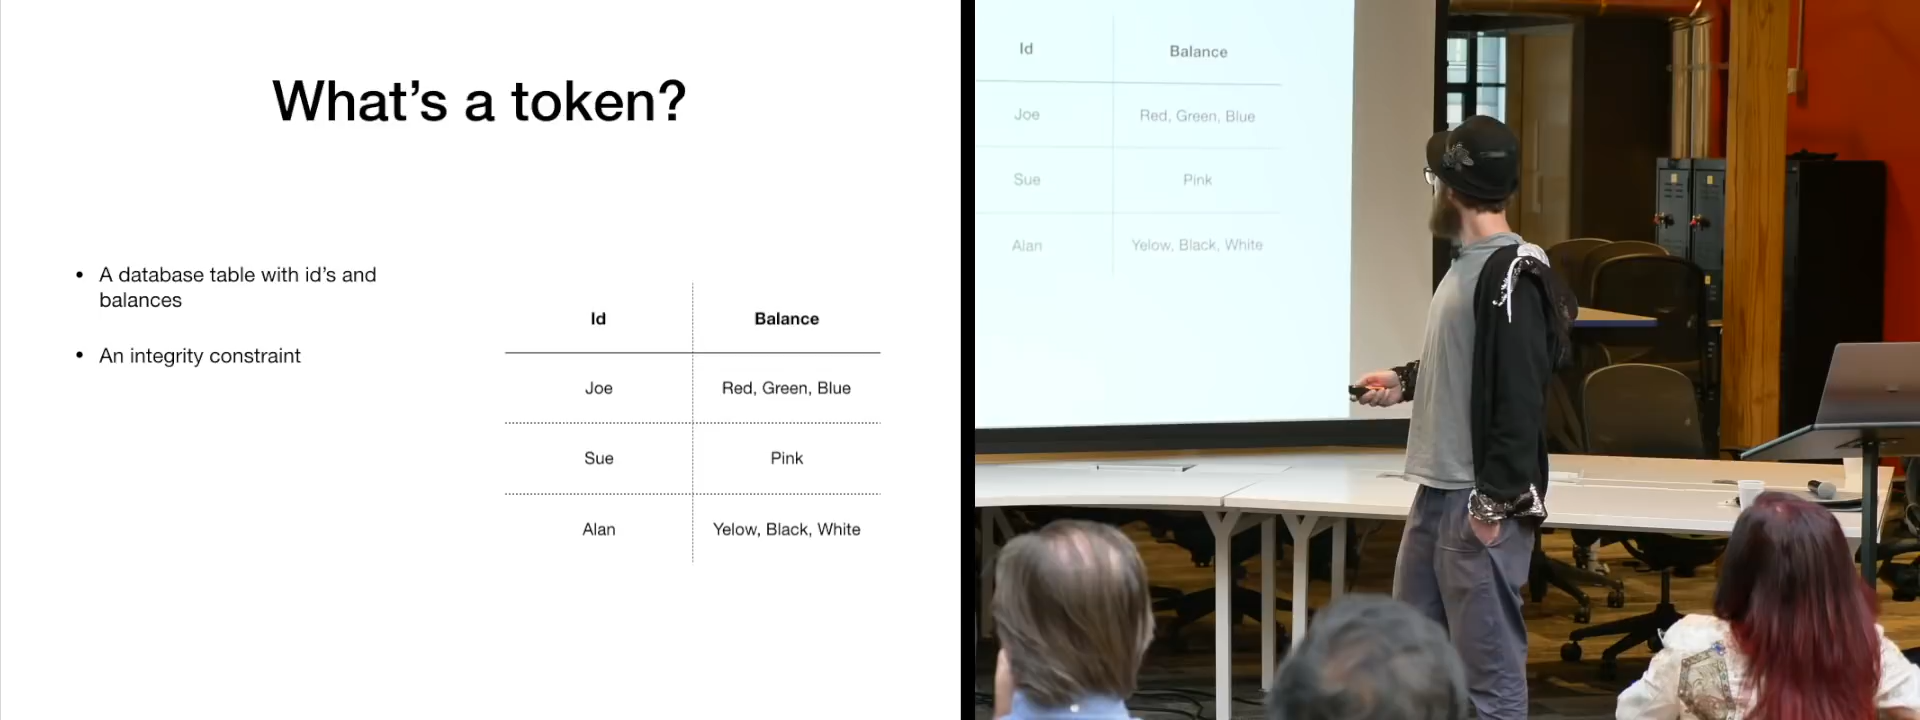 What's a token?
• A database table with id's and
balances
• An integrity constraint
Id Balance
Joe Red, Green, Blue
Sue Pink
Alan Yelow, Black, White
Id Balance
Joe Red, Green, Blue
Sue Pink
Alan Yelow, Black, White